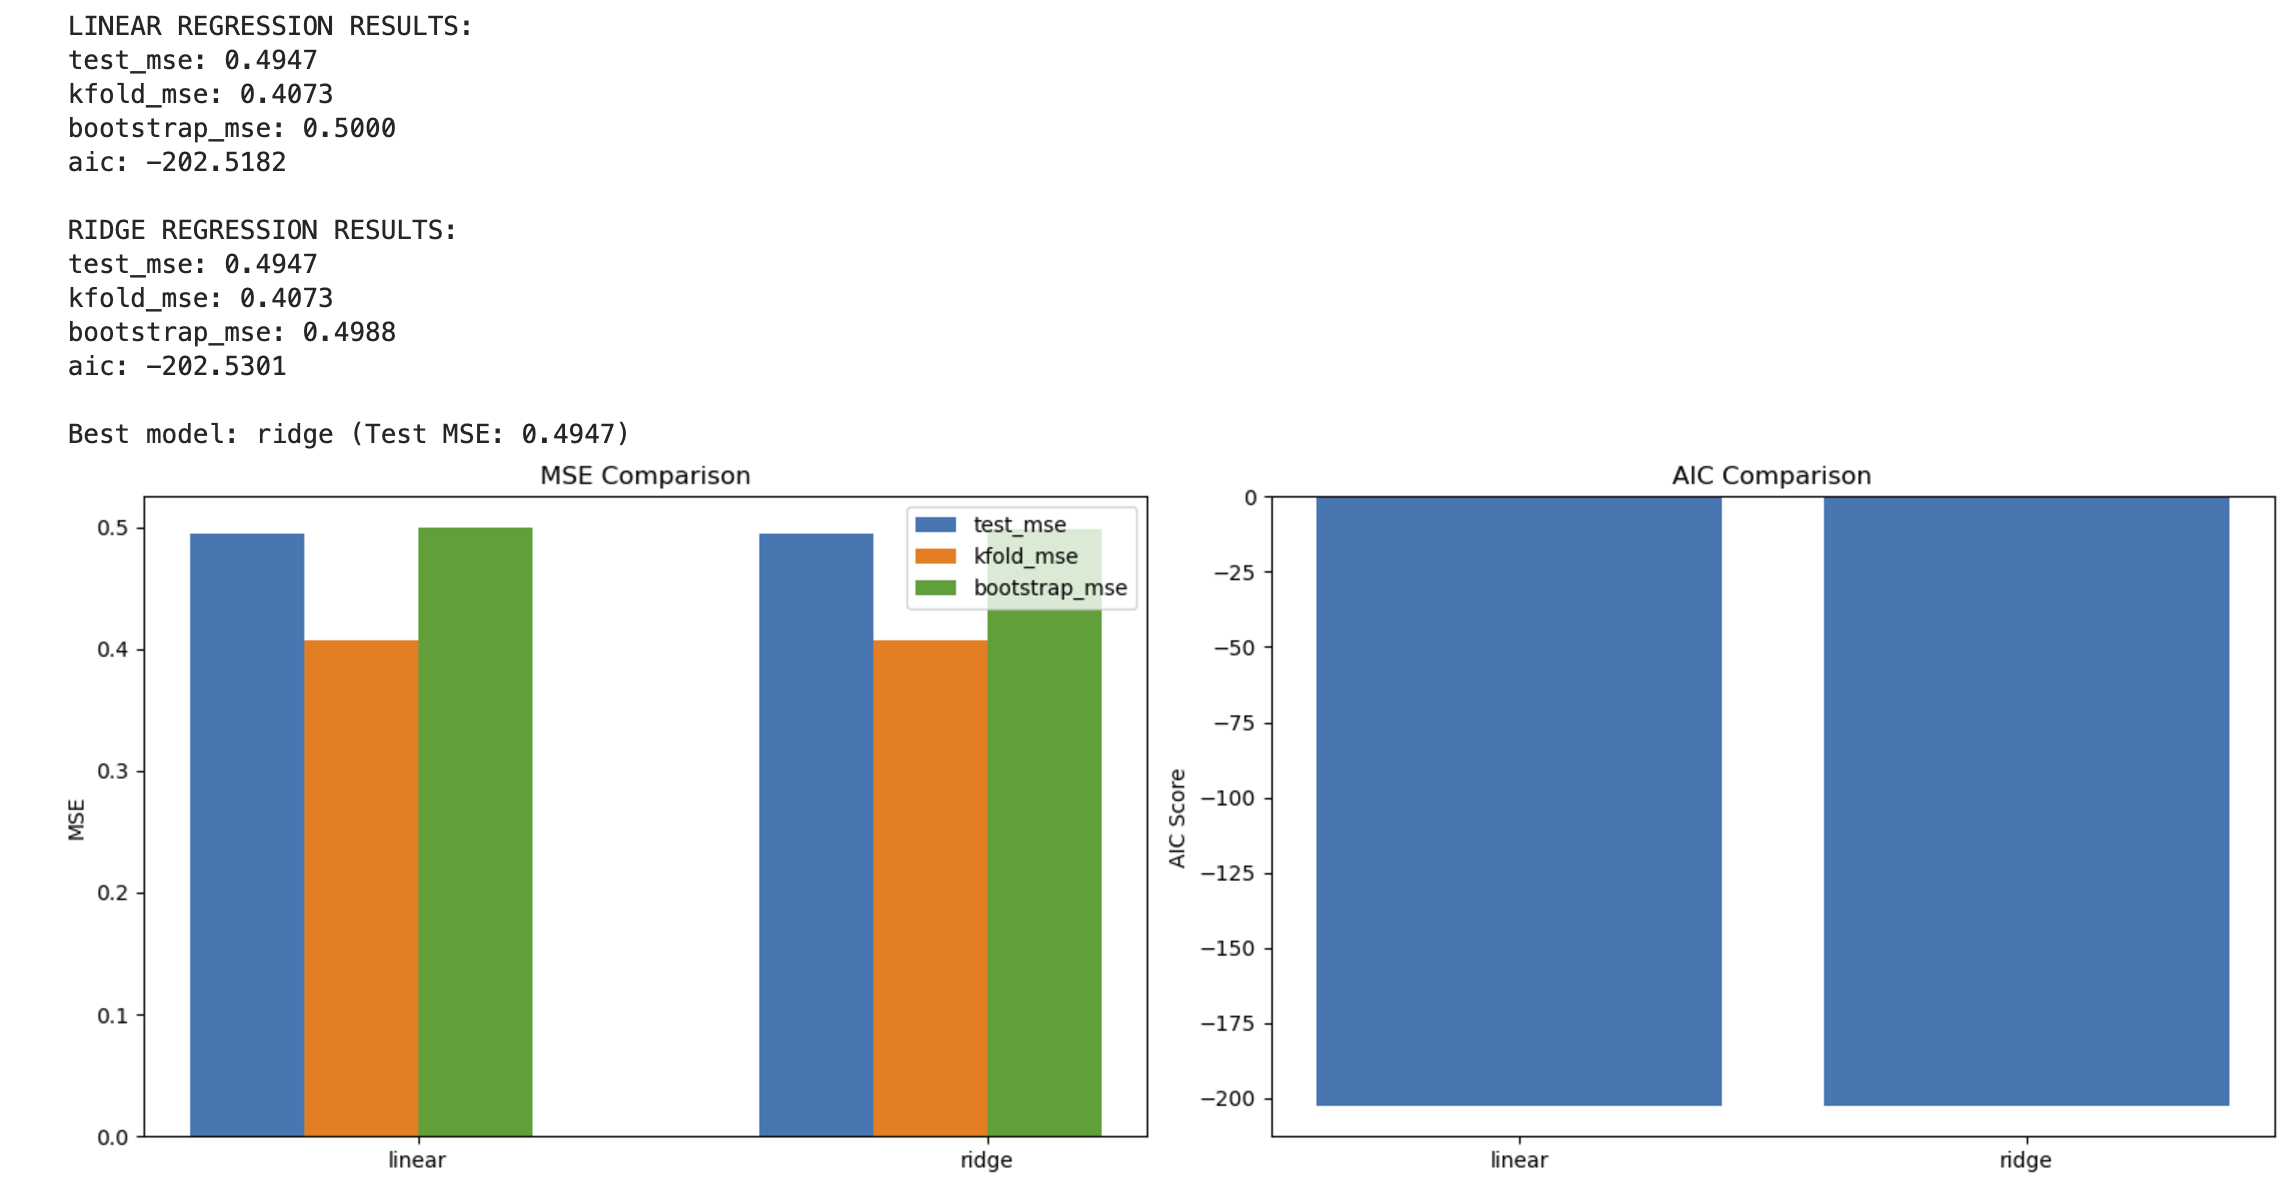 LINEAR REGRESSION RESULTS:
test_mse: 0.4947
kfold_mse: 0.4073
bootstrap_mse: 0.5000
aic: −202.5182
RIDGE REGRESSION RESULTS:
test_mse: 0.4947
kfold_mse: 0.4073
bootstrap_mse: 0.4988
aic: −202.5301
Best model: ridge (Test MSE: 0.4947)
MSE Comparison
MSE
0.5
0.4
0.3
0.2
0.1
0.0
test_mse
kfold_mse
bootstrap_mse
linear
ridge
AIC Comparison
AIC Score
0
−25
−50
−75
−100
−125
−150
−175
−200
linear
ridge